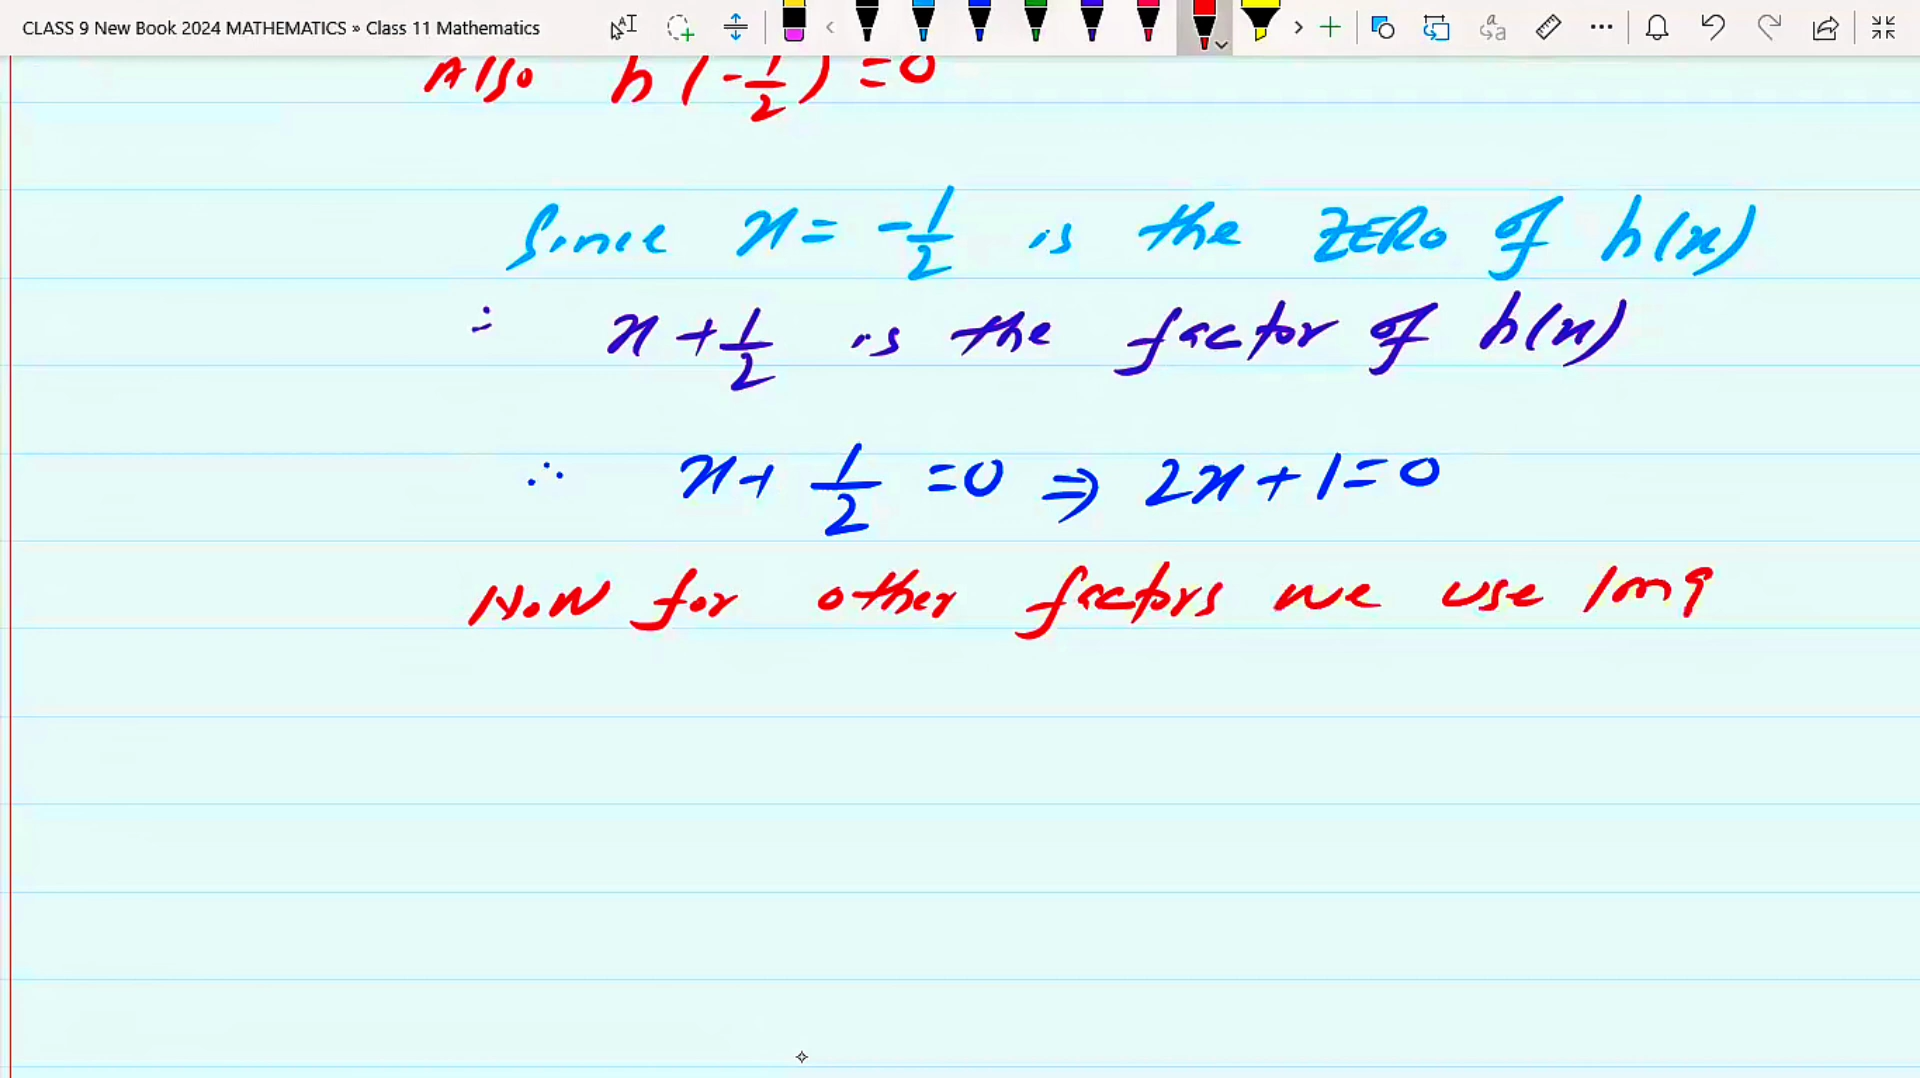 CLASS 9 New Book 2024 MATHEMATICS » Class 11 Mathematics
Also h(-1/2) = 0
Since x = -1/2 is the ZERO of h(x)
∴ x + 1/2 is the factor of h(x)
∴ x + 1/2 = 0 ⇒ 2x + 1 = 0
Now for other factors we use long